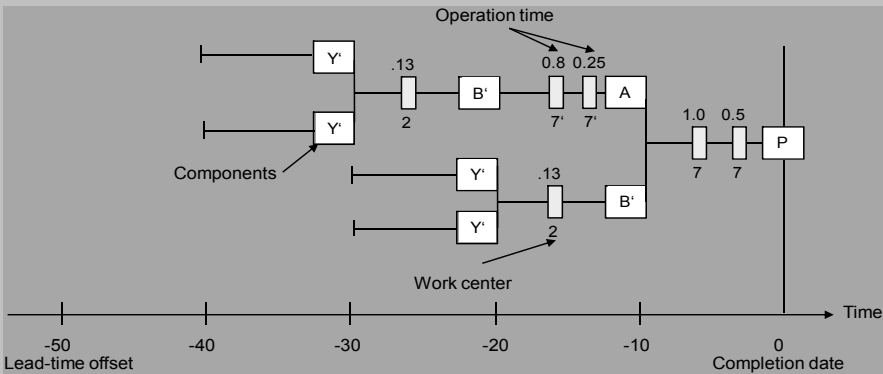 Operation time
Y‘
.13
2
B‘
0.8
7‘
0.25
7‘
A
Y‘
Components
1.0
7
0.5
7
P
Y‘
.13
2
B‘
Y‘
Work center
Time
-50
-40
-30
-20
-10
0
Lead-time offset
Completion date